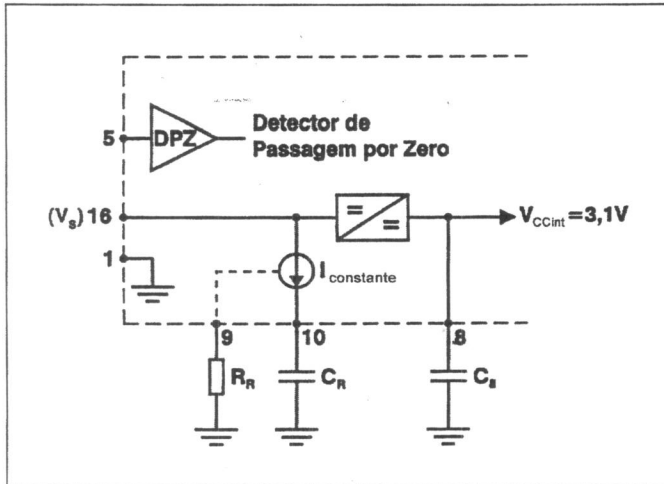 5
DPZ
Detector de
Passagem por Zero
(Vs) 16
=
=
VCCint=3,1V
1
Iconstante
9
10
8
RR
CR
C8